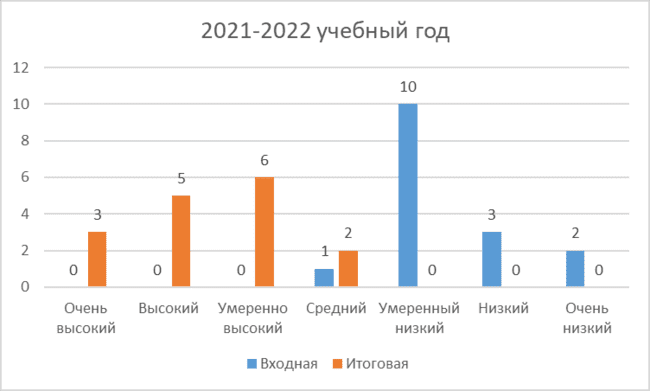 2021-2022 учебный год
12
10
8
6
4
2
0
0 3 0 5 0 6 1 2 10 0 3 0 2 0
Очень высокий
Высокий
Умеренно высокий
Средний
Умеренный низкий
Низкий
Очень низкий
Входная Итоговая